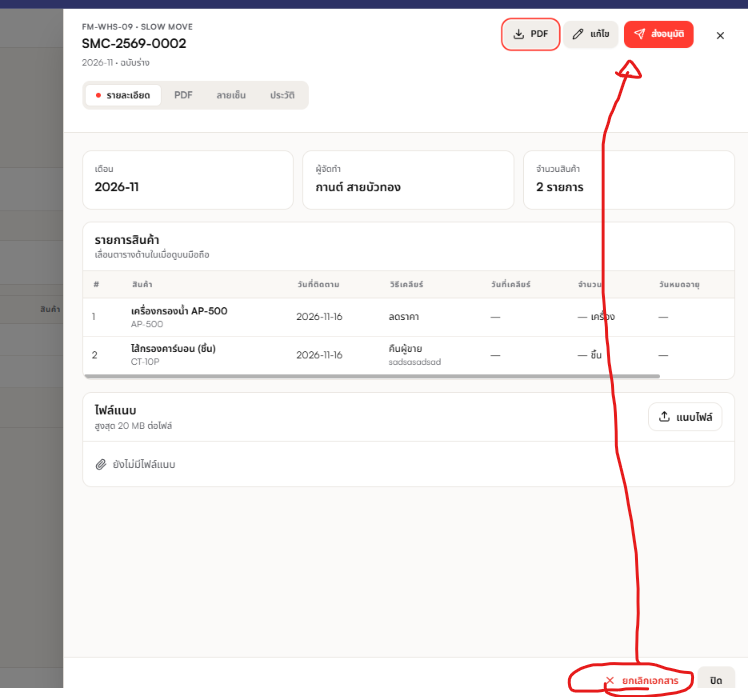 FM-WHS-09 • SLOW MOVE
SMC-2569-0002
2026-11 • ฉบับร่าง
PDF
แก้ไข
ส่งอนุมัติ
รายละเอียด
PDF
ลายเซ็น
ประวัติ
เดือน
2026-11
ผู้จัดทำ
กานต์ สายบัวทอง
จำนวนสินค้า
2 รายการ
รายการสินค้า
เลื่อนตารางด้านในเมื่อดูบนมือถือ
# สินค้า วันที่ติดตาม วิธีเคลียร์ วันที่เคลียร์ จำนวน วันหมดอายุ
สินค้า
1 เครื่องกรองน้ำ AP-500 2026-11-16 ลดราคา — — เครื่อง —
AP-500
2 ไส้กรองคาร์บอน (ชิ้น) 2026-11-16 คืนผู้ขาย — — ชิ้น —
CT-10P sadsasadsad
ไฟล์แนบ
สูงสุด 20 MB ต่อไฟล์
แนบไฟล์
ยังไม่มีไฟล์แนบ
ยกเลิกเอกสาร
ปิด